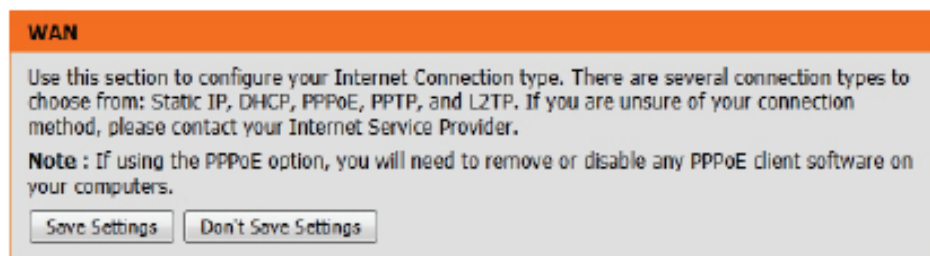 WAN
Use this section to configure your Internet Connection type. There are several connection types to
choose from: Static IP, DHCP, PPPoE, PPTP, and L2TP. If you are unsure of your connection
method, please contact your Internet Service Provider.
Note : If using the PPPoE option, you will need to remove or disable any PPPoE client software on
your computers.
Save Settings Don't Save Settings